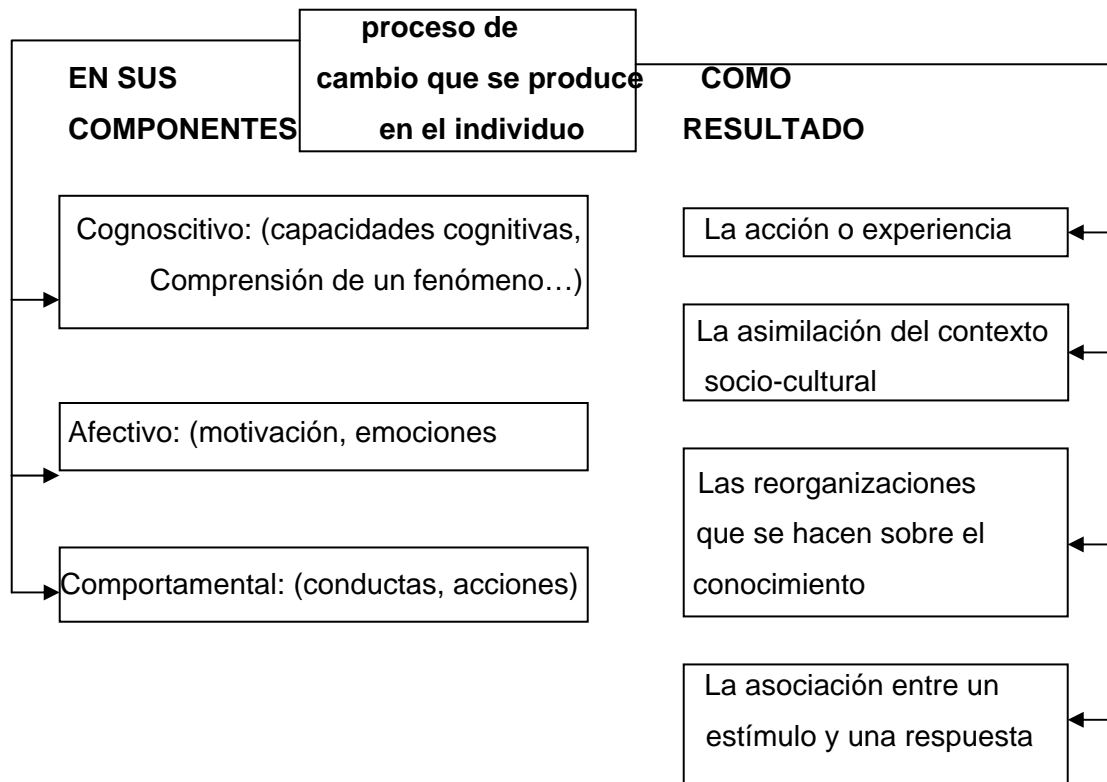 proceso de
cambio que se produce
en el individuo
EN SUS
COMPONENTES
Cognoscitivo: (capacidades cognitivas,
Comprensión de un fenómeno…)
Afectivo: (motivación, emociones
Comportamental: (conductas, acciones)
COMO
RESULTADO
La acción o experiencia
La asimilación del contexto
socio-cultural
Las reorganizaciones
que se hacen sobre el
conocimiento
La asociación entre un
estímulo y una respuesta